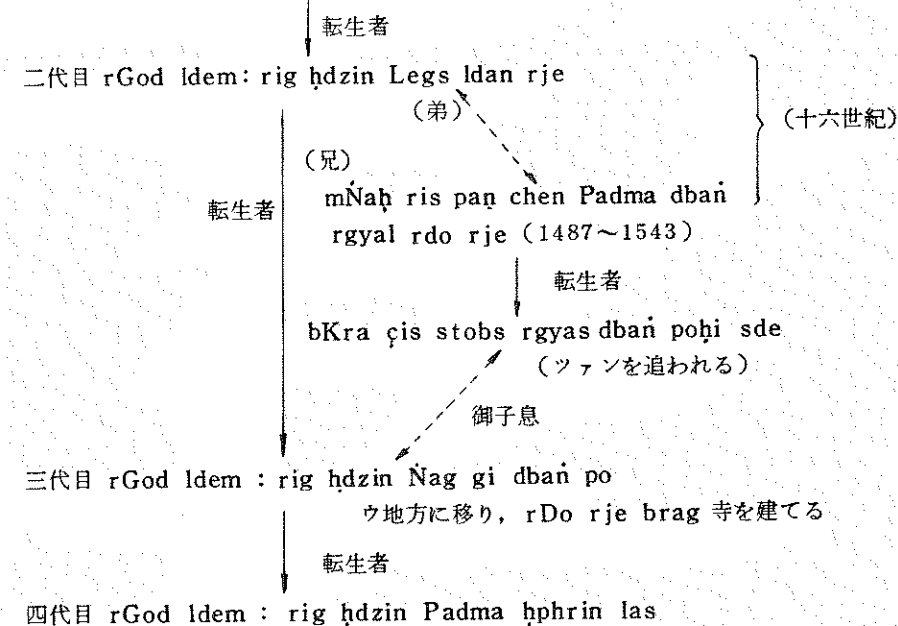 転生者
二代目 rGod ldem: rig ḥdzin Legs ldan rje
(弟)
(十六世紀)
(兄)
mṄaḥ ris paṇ chen Padma dbaṅ
転生者
rgyal rdo rje (1487~1543)
転生者
bKra çis stobs rgyas dbaṅ poḥi sde
(ツァンを追われる)
御子息
三代目 rGod ldem : rig ḥdzin Ṅag gi dbaṅ po
ウ地方に移り, rDo rje brag 寺を建てる
転生者
四代目 rGod ldem : rig ḥdzin Padma ḥphrin las